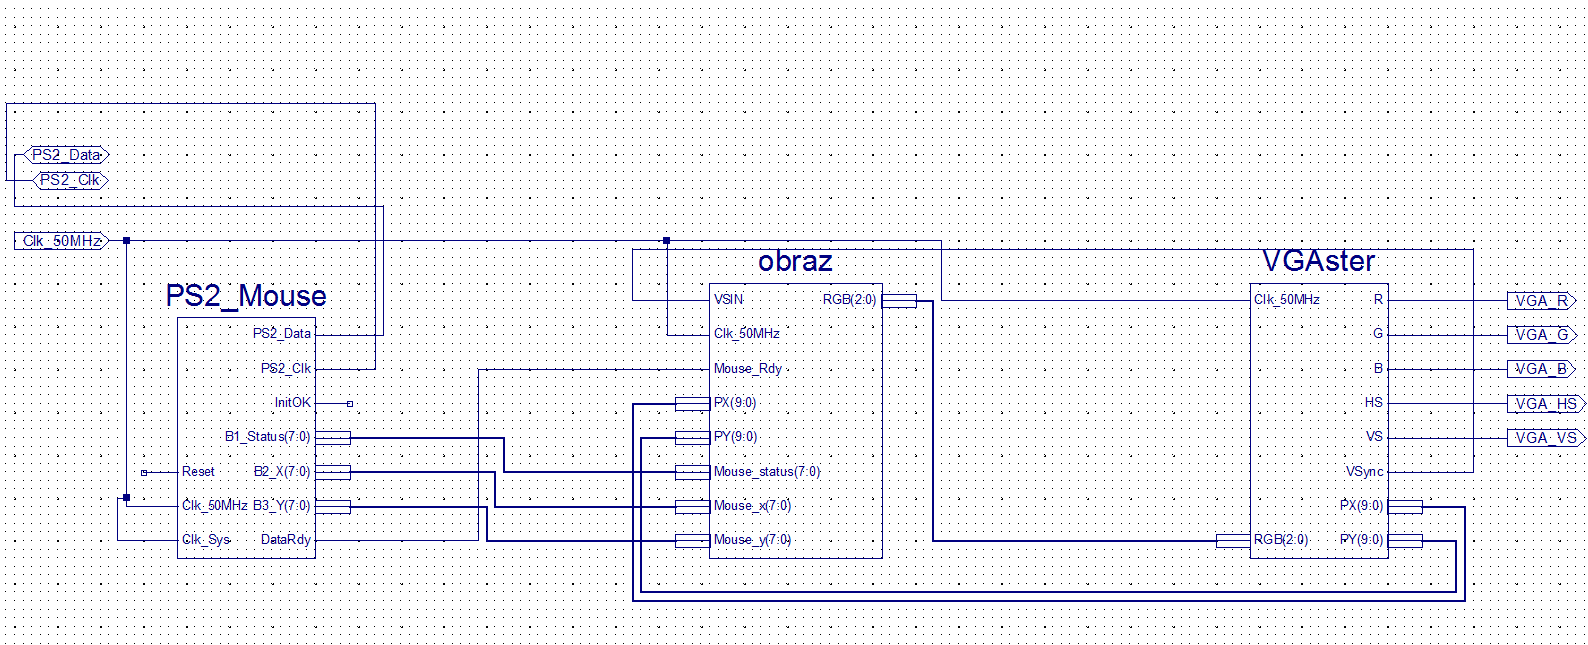 PS2_Data
PS2_Clk
Clk_50MHz
PS2_Mouse
PS2_Data
PS2_Clk
InitOK
B1_Status(7:0)
Reset
B2_X(7:0)
Clk_50MHz
B3_Y(7:0)
Clk_Sys
DataRdy
obraz
VSIN
RGB(2:0)
Clk_50MHz
Mouse_Rdy
PX(9:0)
PY(9:0)
Mouse_status(7:0)
Mouse_x(7:0)
Mouse_y(7:0)
VGAster
Clk_50MHz
R
G
B
HS
VS
VSync
PX(9:0)
RGB(2:0)
PY(9:0)
VGA_R
VGA_G
VGA_B
VGA_HS
VGA_VS